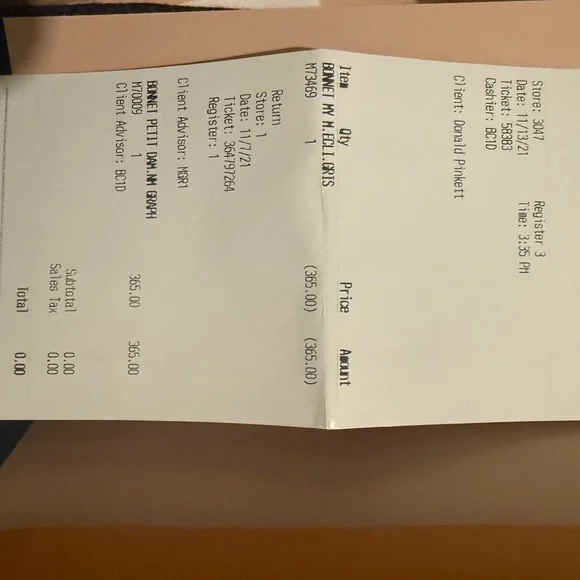 Store: 3047 Register 3
Date: 11/13/21 Time: 3:35 PM
Ticket: 58383
Cashier: BC1D
Client: Donald Pinkett
Item Qty Price Amount
BONNET MY M.ECLI.GRIS
M73469 1 (365.00) (365.00)
Return
Store: 1
Date: 11/7/21
Ticket: 364797264
Register: 1
Client Advisor: MGR1
BONNET PETIT DAM.NM GRAPH
M70009 1 365.00 365.00
Client Advisor: BC1D
Subtotal 0.00
Sales Tax 0.00
Total 0.00